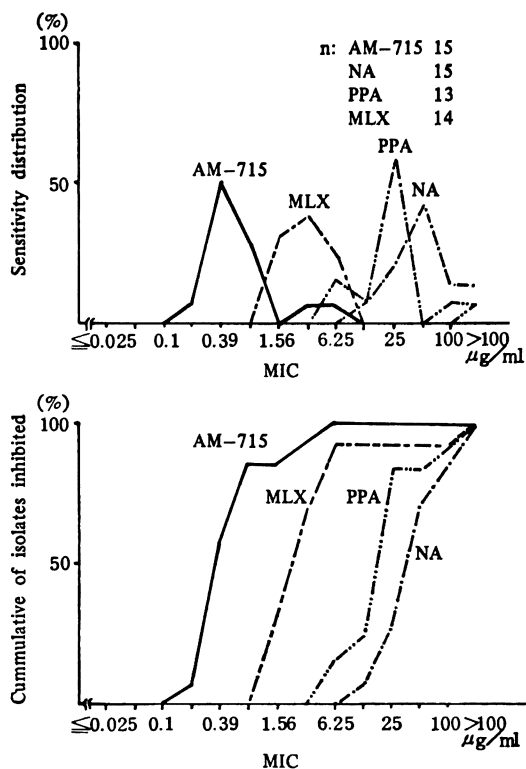 (%)
100
50
Sensitivity distribution
n: AM-715 15
NA 15
PPA 13
MLX 14
AM-715
MLX
PPA
NA
≦0.025 0.1 0.39 1.56 6.25 25 100 >100
μg/ml
MIC
(%)
100
50
Cummulative of isolates inhibited
AM-715
MLX
PPA
NA
≦0.025 0.1 0.39 1.56 6.25 25 100 >100
μg/ml
MIC